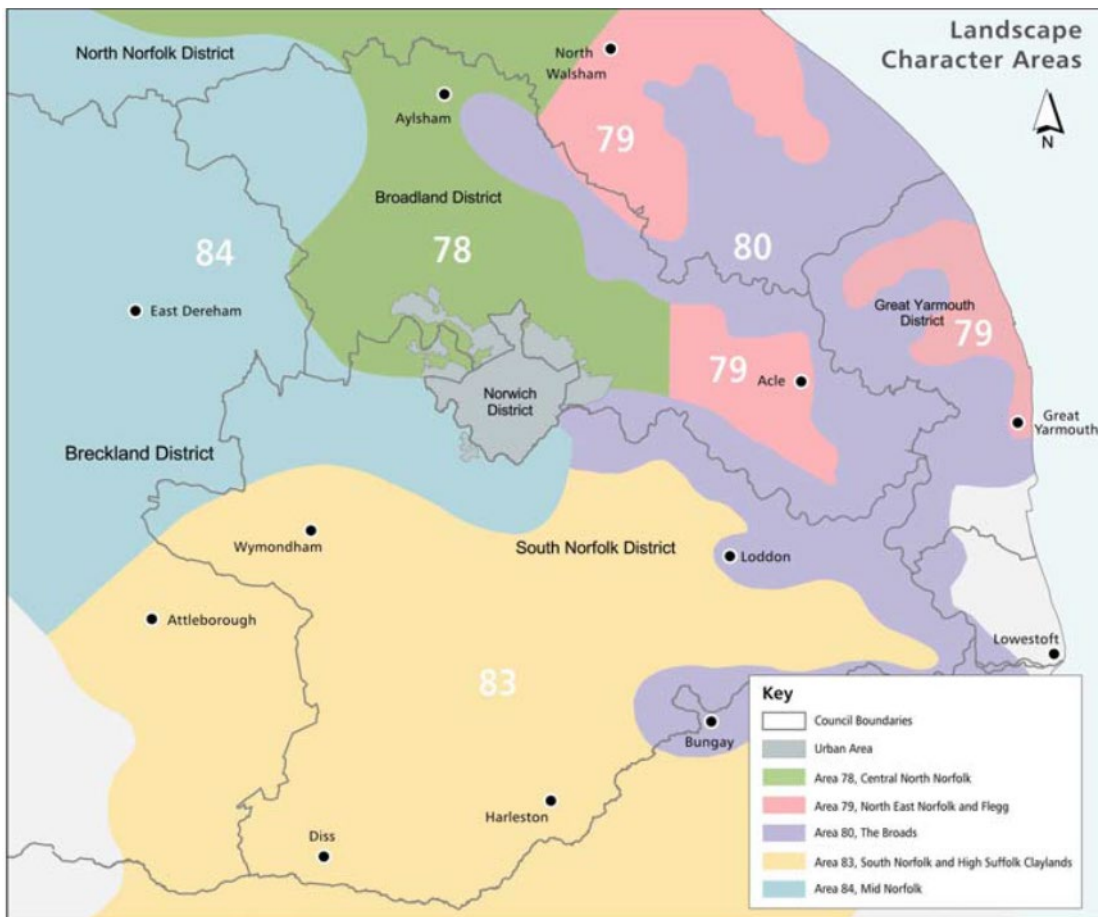 Landscape
Character Areas
N
North Norfolk District
North
Walsham
Aylsham
79
Broadland District
84
78
80
East Dereham
Great Yarmouth
District
79
79
Acle
Norwich
District
Great
Yarmouth
Breckland District
Wymondham
South Norfolk District
Loddon
Attleborough
Lowestoft
83
Bungay
Harleston
Diss
Key
Council Boundaries
Urban Area
Area 78, Central North Norfolk
Area 79, North East Norfolk and Flegg
Area 80, The Broads
Area 83, South Norfolk and High Suffolk Claylands
Area 84, Mid Norfolk